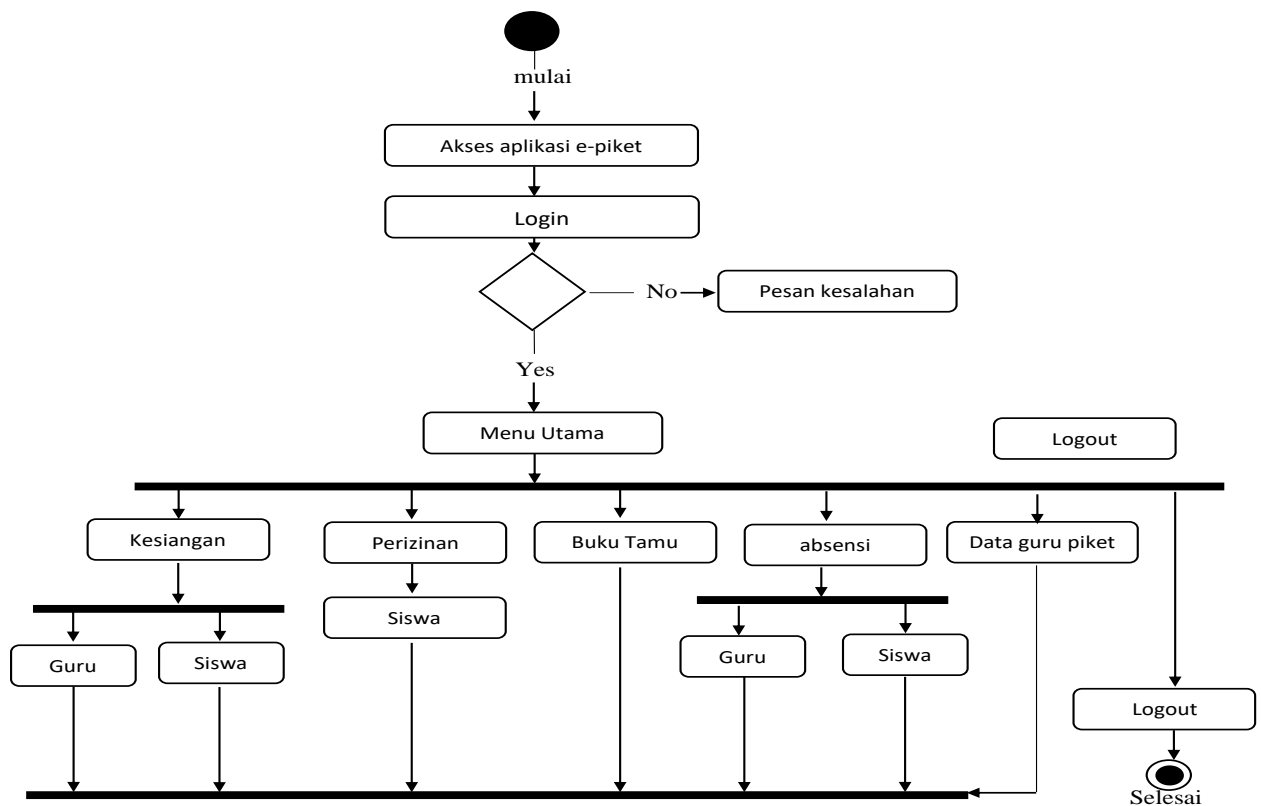 mulai
Akses aplikasi e-piket
Login
No
Pesan kesalahan
Yes
Menu Utama
Logout
Kesiangan
Perizinan
Buku Tamu
absensi
Data guru piket
Siswa
Guru
Siswa
Guru
Siswa
Logout
Selesai